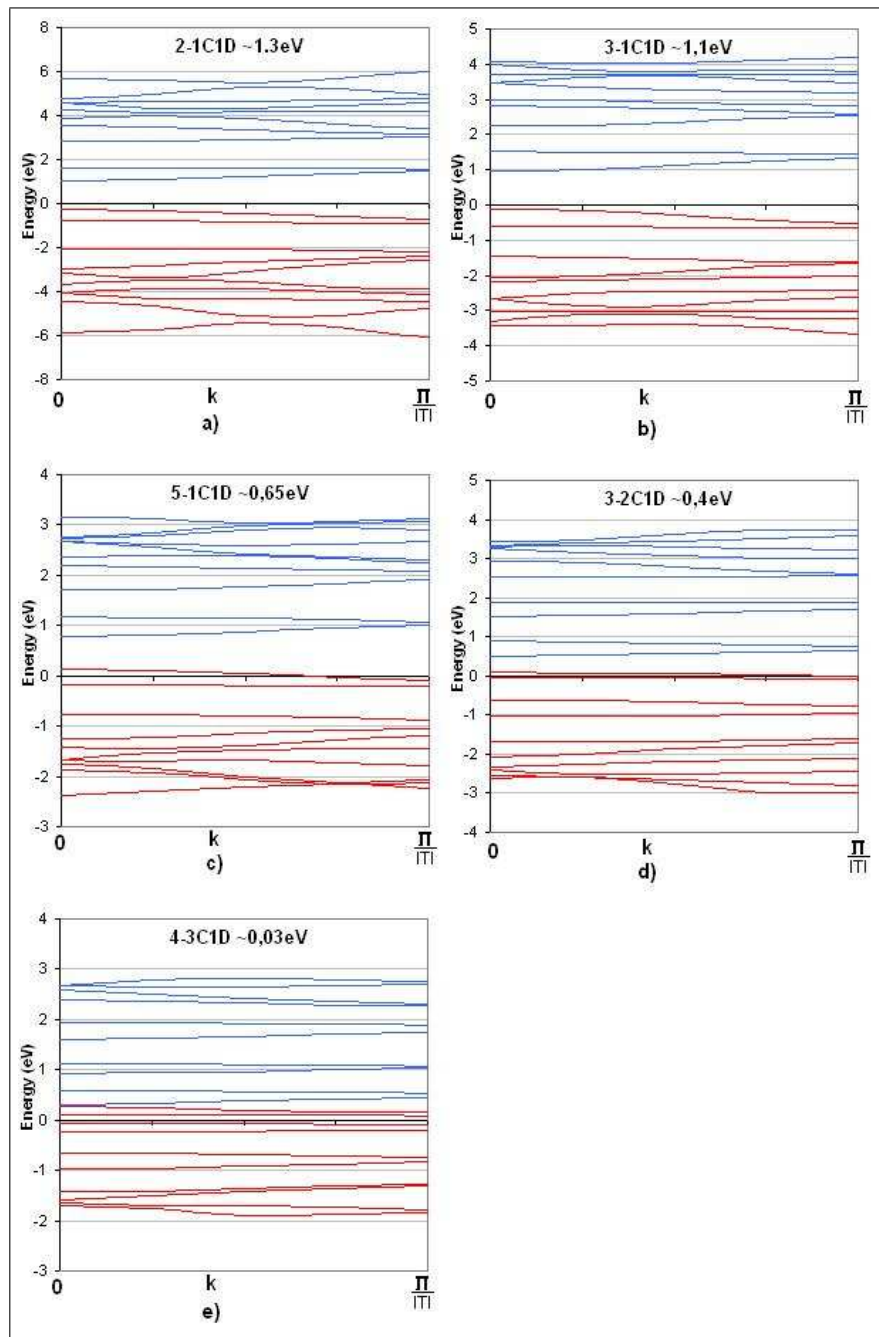 2-1C1D ~1.3eV
8
6
4
2
0
-2
-4
-6
-8
Energy (eV)
0
k
π
|T|
a)
3-1C1D ~1,1eV
5
4
3
2
1
0
-1
-2
-3
-4
-5
Energy (eV)
0
k
π
|T|
b)
5-1C1D ~0,65eV
4
3
2
1
0
-1
-2
-3
Energy (eV)
0
k
π
|T|
c)
3-2C1D ~0,4eV
5
4
3
2
1
0
-1
-2
-3
-4
Energy (eV)
0
k
π
|T|
d)
4-3C1D ~0,03eV
4
3
2
1
0
-1
-2
-3
Energy (eV)
0
k
π
|T|
e)